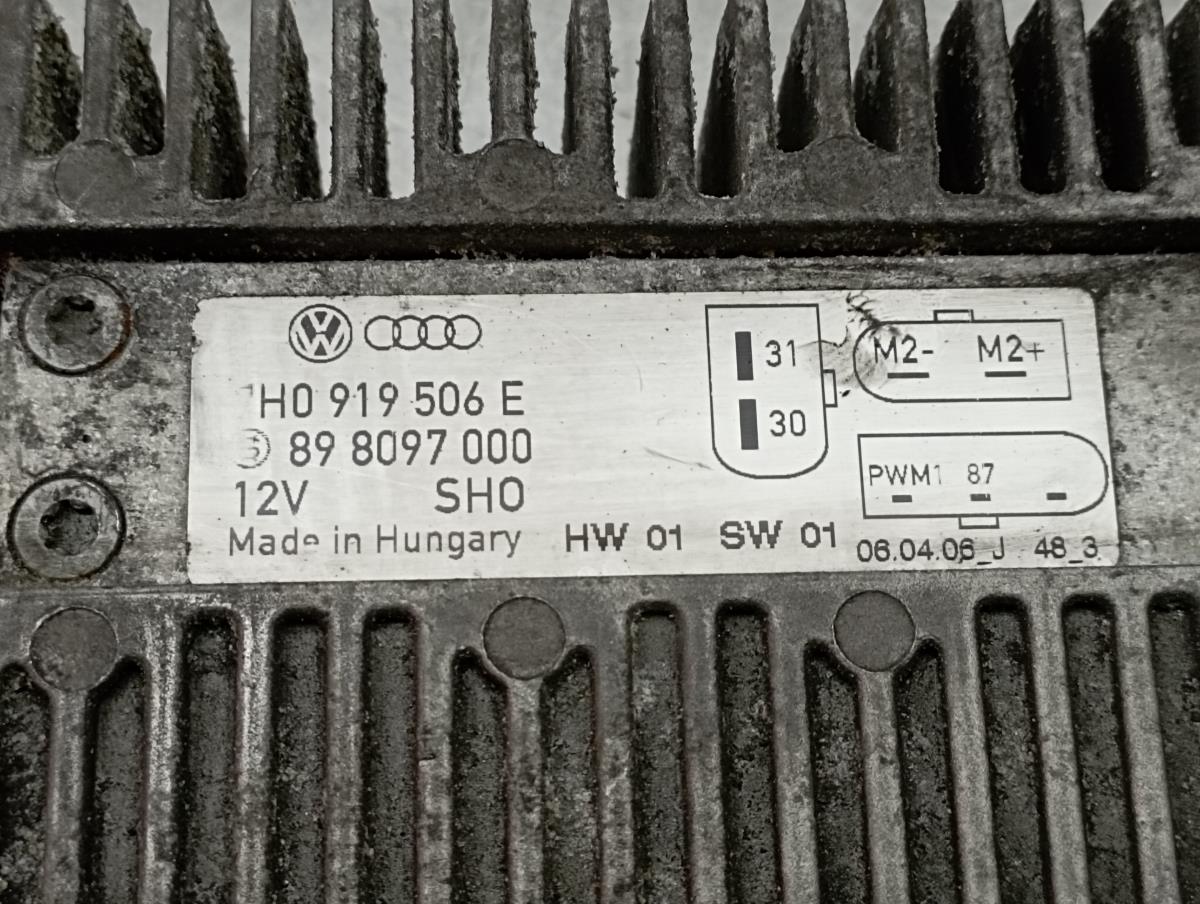 H0 919 506 E
89 8097 000
12V SHO
Made in Hungary HW 01 SW 01
31
30
M2- M2+
PWM1 87
06.04.06_J 48_3